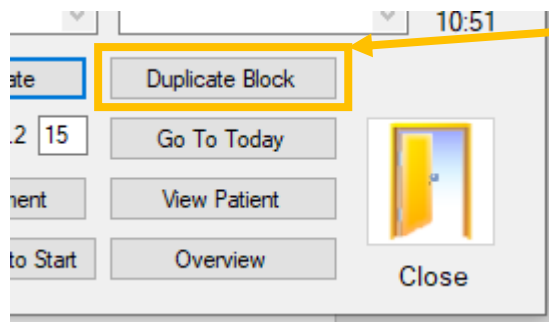 10:51
ate Duplicate Block
.2 15 Go To Today
nent View Patient
to Start Overview
Close